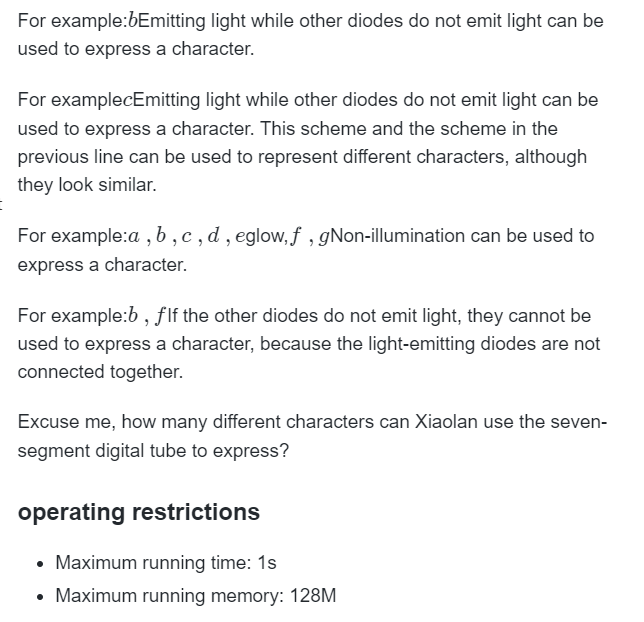 For example:bEmitting light while other diodes do not emit light can be
used to express a character.
For examplecEmitting light while other diodes do not emit light can be
used to express a character. This scheme and the scheme in the
previous line can be used to represent different characters, although
they look similar.
For example:a , b , c , d , eglow,f , gNon-illumination can be used to
express a character.
For example:b , fIf the other diodes do not emit light, they cannot be
used to express a character, because the light-emitting diodes are not
connected together.
Excuse me, how many different characters can Xiaolan use the seven-
segment digital tube to express?
operating restrictions
• Maximum running time: 1s
• Maximum running memory: 128M